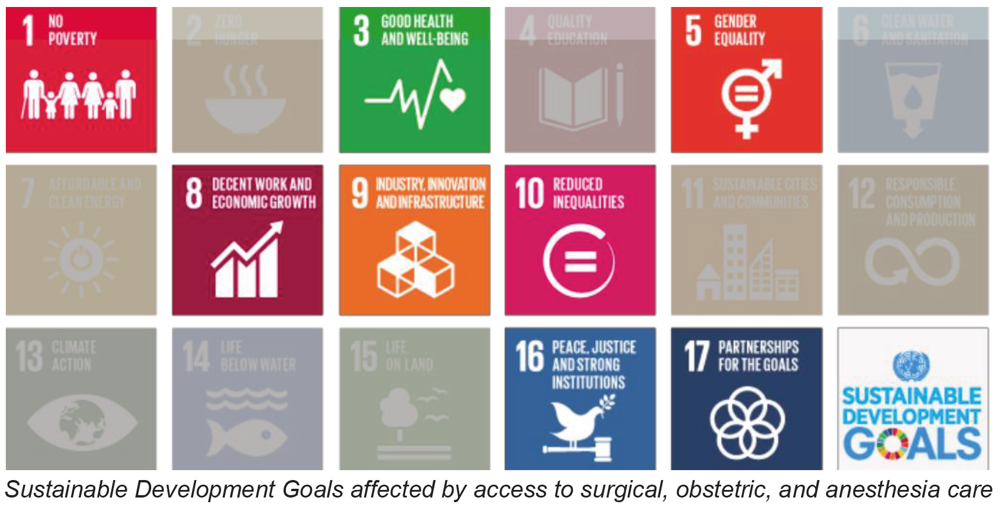 1 NO
POVERTY
2 ZERO
HUNGER
3 GOOD HEALTH
AND WELL-BEING
4 QUALITY
EDUCATION
5 GENDER
EQUALITY
6 CLEAN WATER
AND SANITATION
7 AFFORDABLE AND
CLEAN ENERGY
8 DECENT WORK AND
ECONOMIC GROWTH
9 INDUSTRY, INNOVATION
AND INFRASTRUCTURE
10 REDUCED
INEQUALITIES
11 SUSTAINABLE CITIES
AND COMMUNITIES
12 RESPONSIBLE
CONSUMPTION
AND PRODUCTION
13 CLIMATE
ACTION
14 LIFE
BELOW WATER
15 LIFE
ON LAND
16 PEACE, JUSTICE
AND STRONG
INSTITUTIONS
17 PARTNERSHIPS
FOR THE GOALS
SUSTAINABLE
DEVELOPMENT
GOALS
Sustainable Development Goals affected by access to surgical, obstetric, and anesthesia care